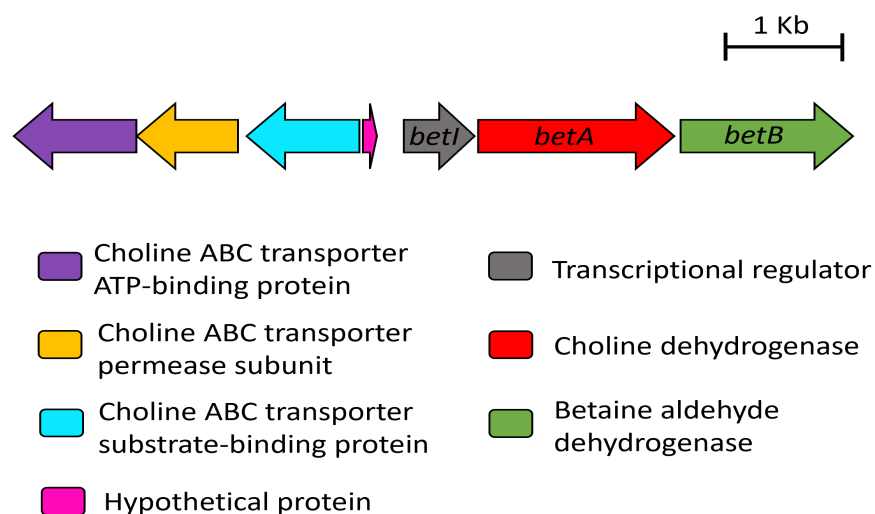 1 Kb
betI
betA
betB
Choline ABC transporter
ATP-binding protein
Choline ABC transporter
permease subunit
Choline ABC transporter
substrate-binding protein
Hypothetical protein
Transcriptional regulator
Choline dehydrogenase
Betaine aldehyde
dehydrogenase